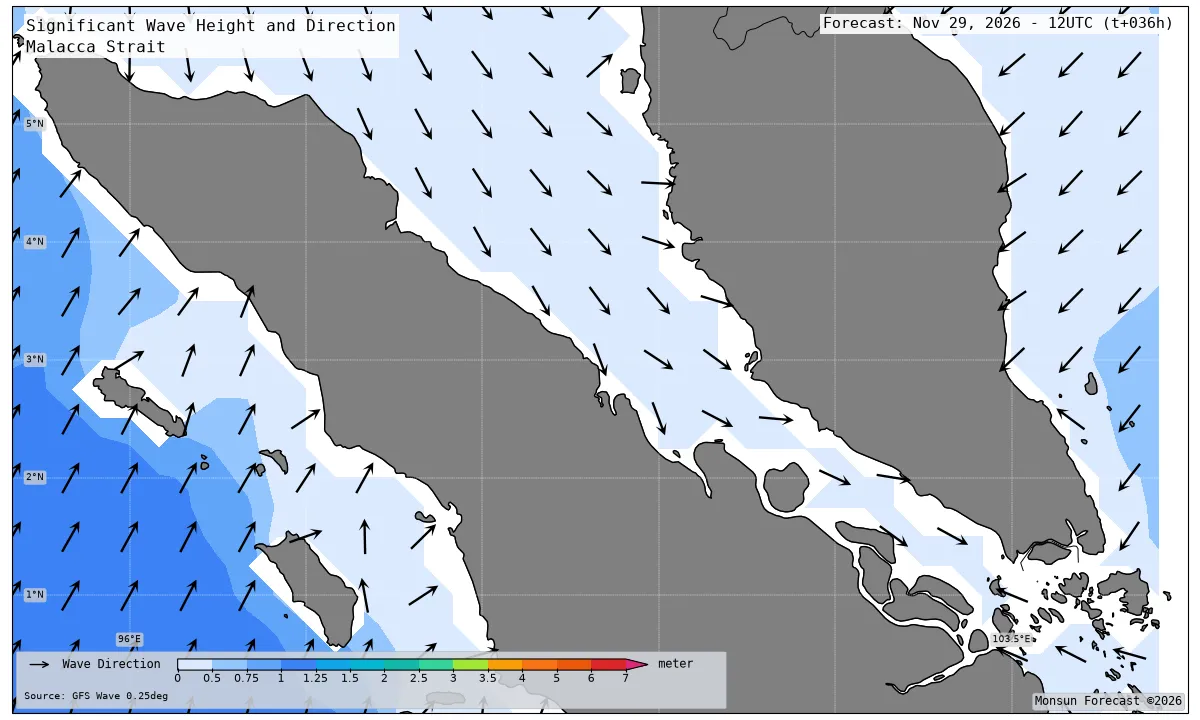 Significant Wave Height and Direction
Malacca Strait
Forecast: Nov 29, 2026 - 12UTC (t+036h)
5°N
4°N
3°N
2°N
1°N
96°E
103.5°E
Wave Direction
0 0.5 0.75 1 1.25 1.5 2 2.5 3 3.5 4 5 6 7
meter
Source: GFS Wave 0.25deg
Monsun Forecast ©2026